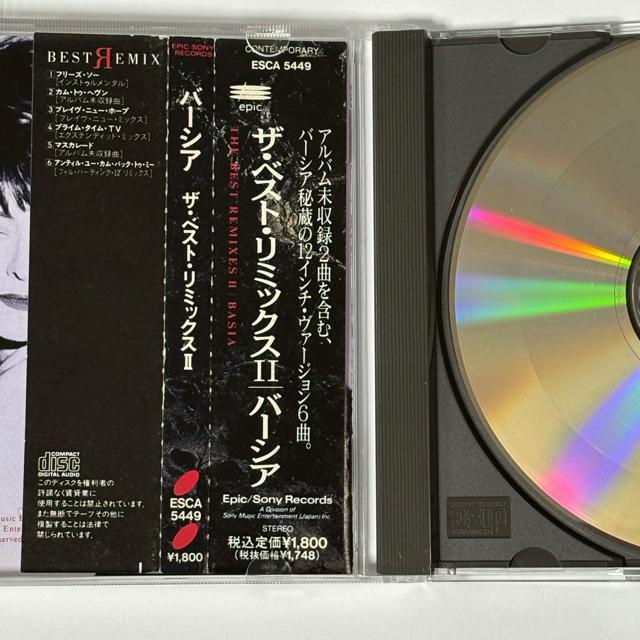 BEST REMIX
1 フリーズ・ソー
[インストゥルメンタル]
2 カム・トゥ・ヘヴン
[アルバム未収録曲]
3 ブレイヴ・ニュー・ホープ
[ブレイヴ・ニュー・ミックス]
4 プライム・タイム TV
[エクステンディット・ミックス]
5 マスカレード
[アルバム未収録曲]
6 アンティル・ユー・カム・バック・トゥ・ミー
[フィル・ハーディング・12"リミックス]
COMPACT
disc
DIGITAL AUDIO
このディスクを権利者の
許諾なく賃貸業に
使用することは禁止されています。
また無断でテープその他に
複製することは法律で
禁じられています。
EPIC/SONY
RECORDS
バーシア ザ・ベスト・リミックスII
ESCA
5449
¥1,800
CONTEMPORARY
ESCA 5449
epic
アルバム未収録2曲を含む、
バーシア秘蔵の12インチ・ヴァージョン6曲。
ザ・ベスト・リミックスII/バーシア
THE BEST REMIXES II/BASIA
Epic/Sony Records
A Division of
Sony Music Entertainment (Japan) Inc.
STEREO
税込定価¥1,800
(税抜価格¥1,748)